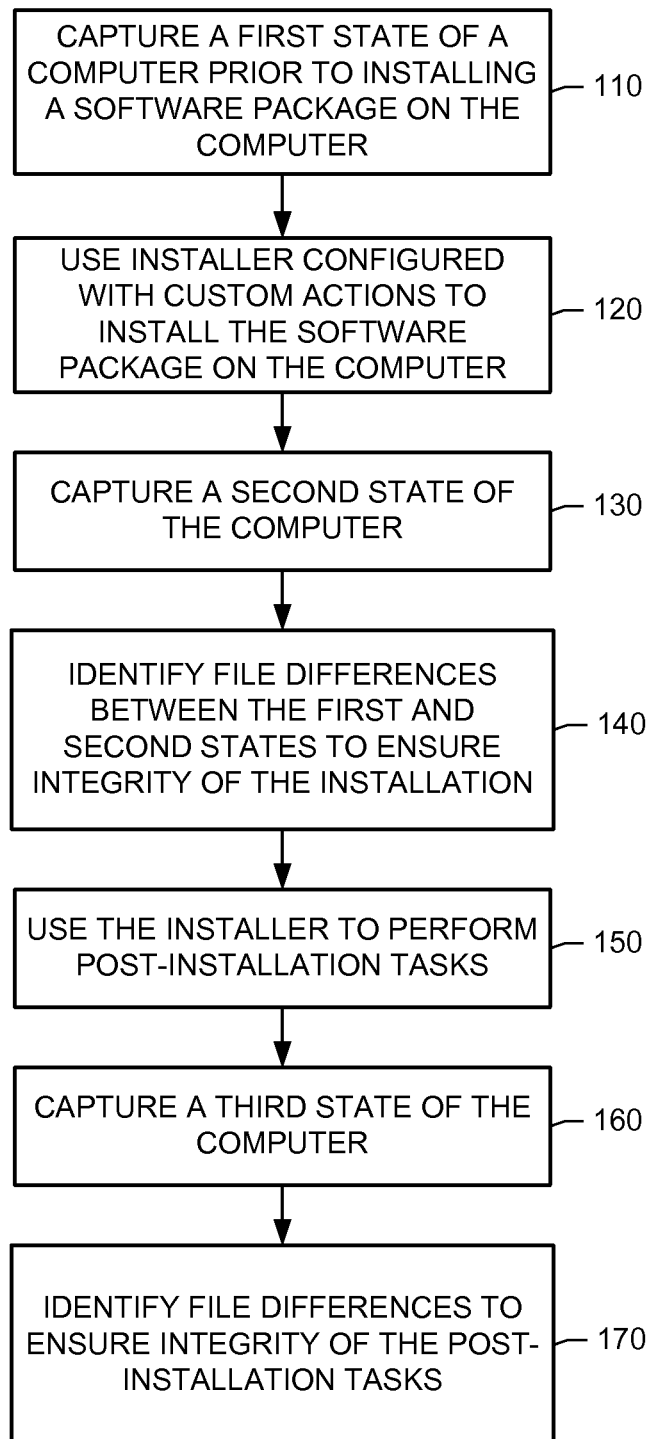 CAPTURE A FIRST STATE OF A
COMPUTER PRIOR TO INSTALLING
A SOFTWARE PACKAGE ON THE
COMPUTER
110
USE INSTALLER CONFIGURED
WITH CUSTOM ACTIONS TO
INSTALL THE SOFTWARE
PACKAGE ON THE COMPUTER
120
CAPTURE A SECOND STATE OF
THE COMPUTER
130
IDENTIFY FILE DIFFERENCES
BETWEEN THE FIRST AND
SECOND STATES TO ENSURE
INTEGRITY OF THE INSTALLATION
140
USE THE INSTALLER TO PERFORM
POST-INSTALLATION TASKS
150
CAPTURE A THIRD STATE OF THE
COMPUTER
160
IDENTIFY FILE DIFFERENCES TO
ENSURE INTEGRITY OF THE POST-
INSTALLATION TASKS
170